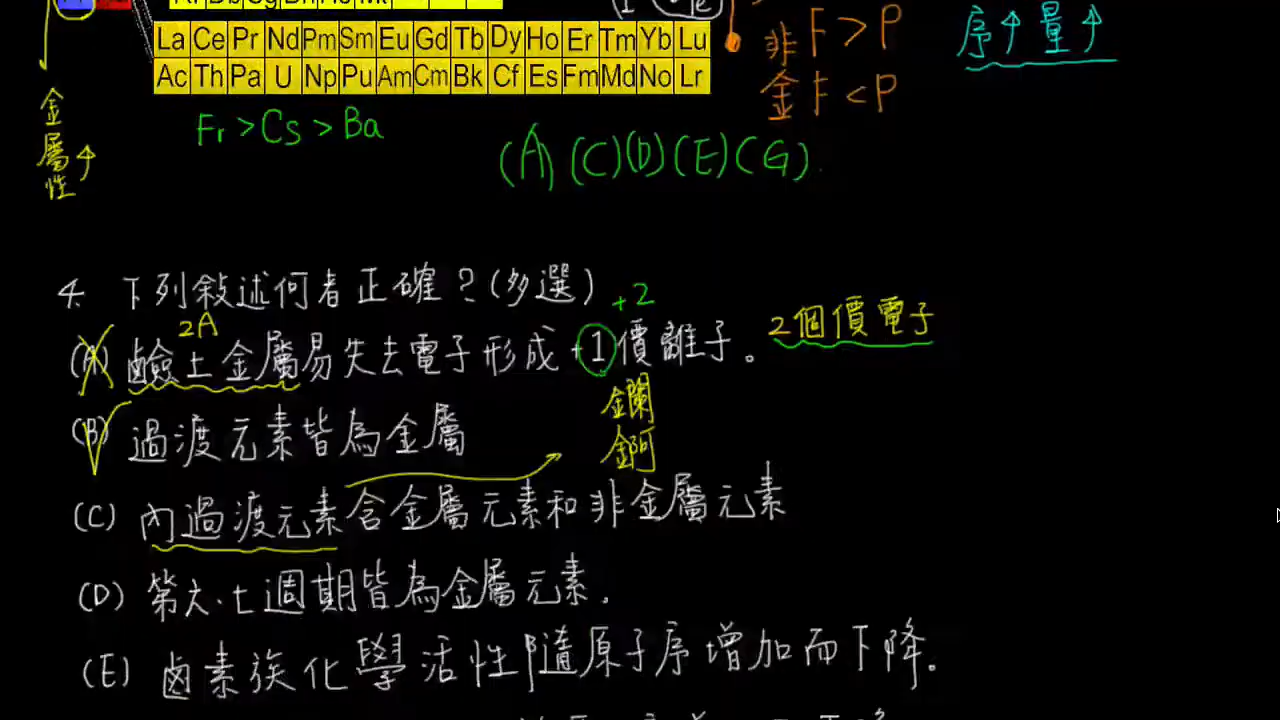 La Ce Pr Nd Pm Sm Eu Gd Tb Dy Ho Er Tm Yb Lu
Ac Th Pa U Np Pu Am Cm Bk Cf Es Fm Md No Lr
金屬性↑
Fr > Cs > Ba
非 F > P
金 F < P
序↑量↑
(A)(C)(D)(E)(G).
4. 下列敘述何者正確?(多選)
2A
+2
(A) 鹼土金屬易失去電子形成+1價離子。
2個價電子
(B) 過渡元素皆為金屬
鑭
錒
(C) 內過渡元素含金屬元素和非金屬元素
(D) 第六.七週期皆為金屬元素.
(E) 鹵素族化學活性隨原子序增加而下降.